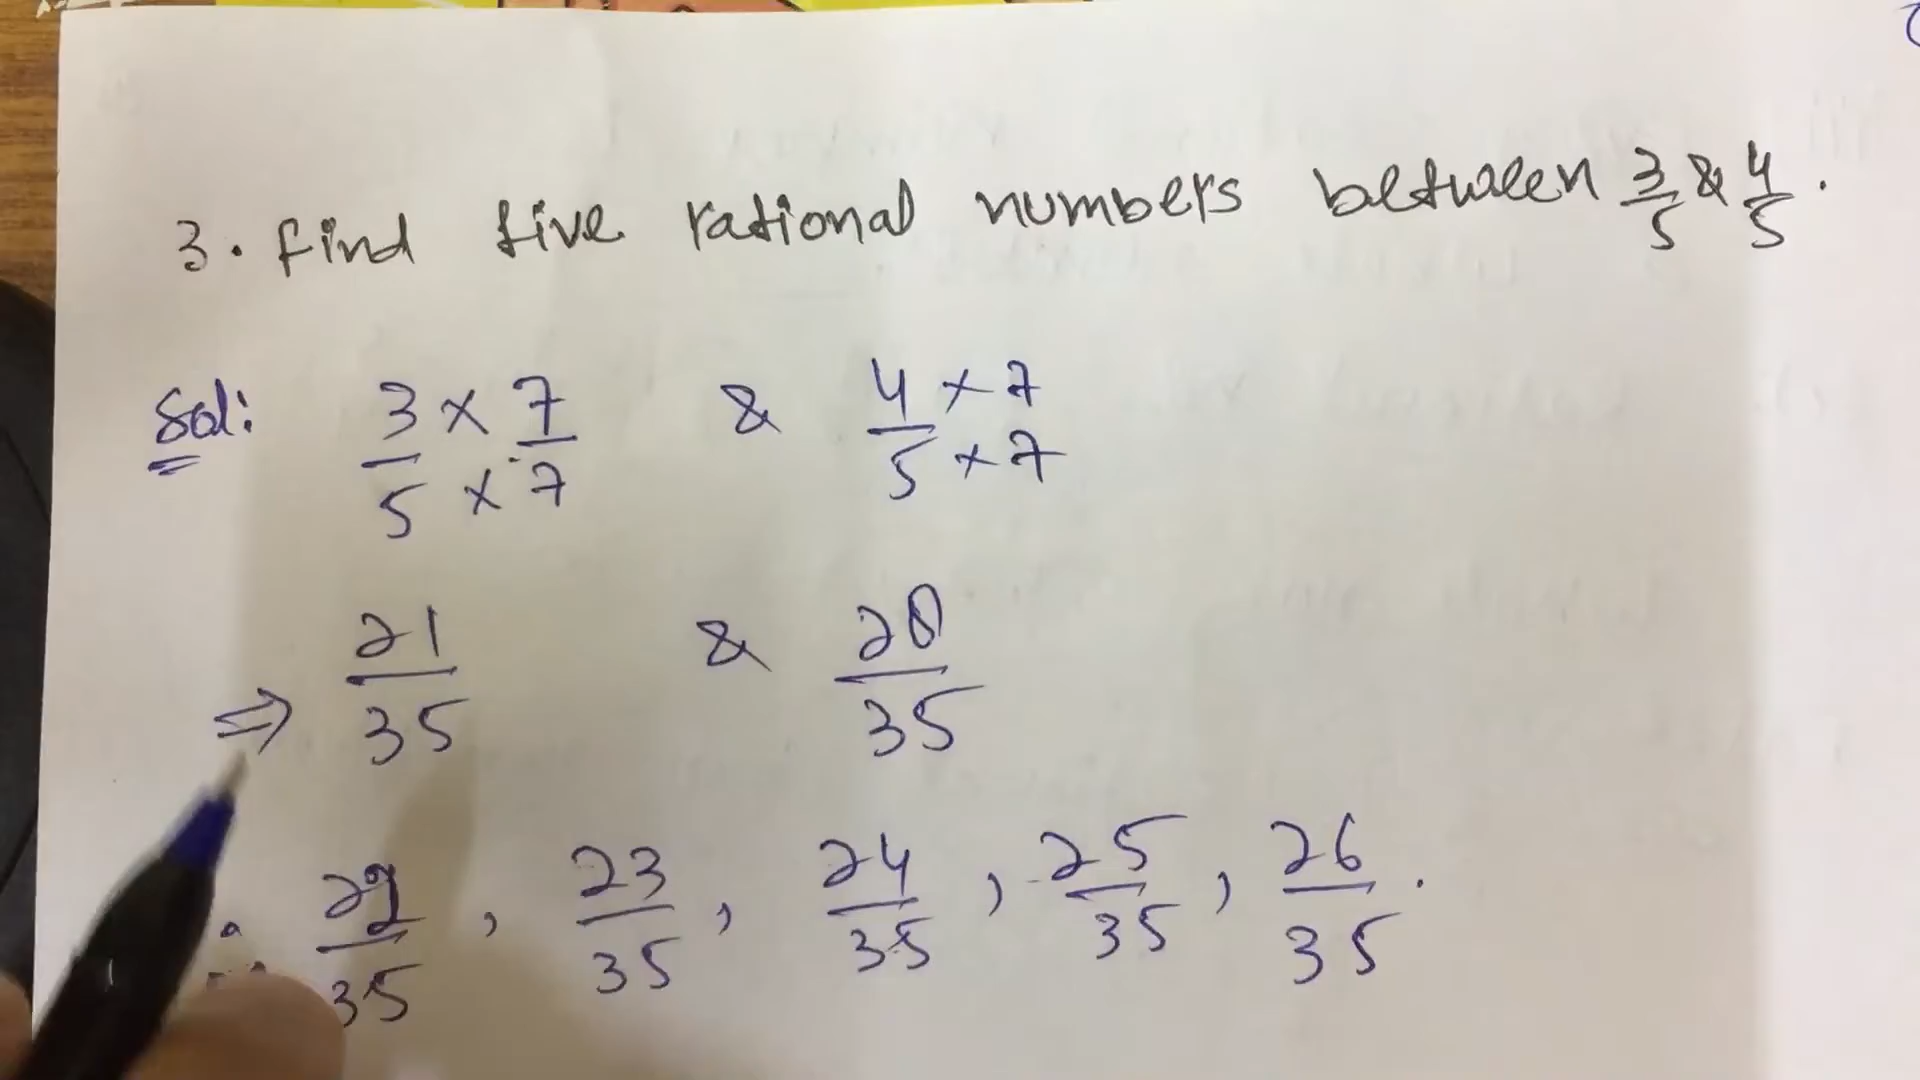 3. Find five rational numbers between 3/5 & 4/5.
Sol: 3/5 × 7/7 & 4/5 × 7/7
⇒ 21/35 & 28/35
∴ 22/35, 23/35, 24/35, 25/35, 26/35.